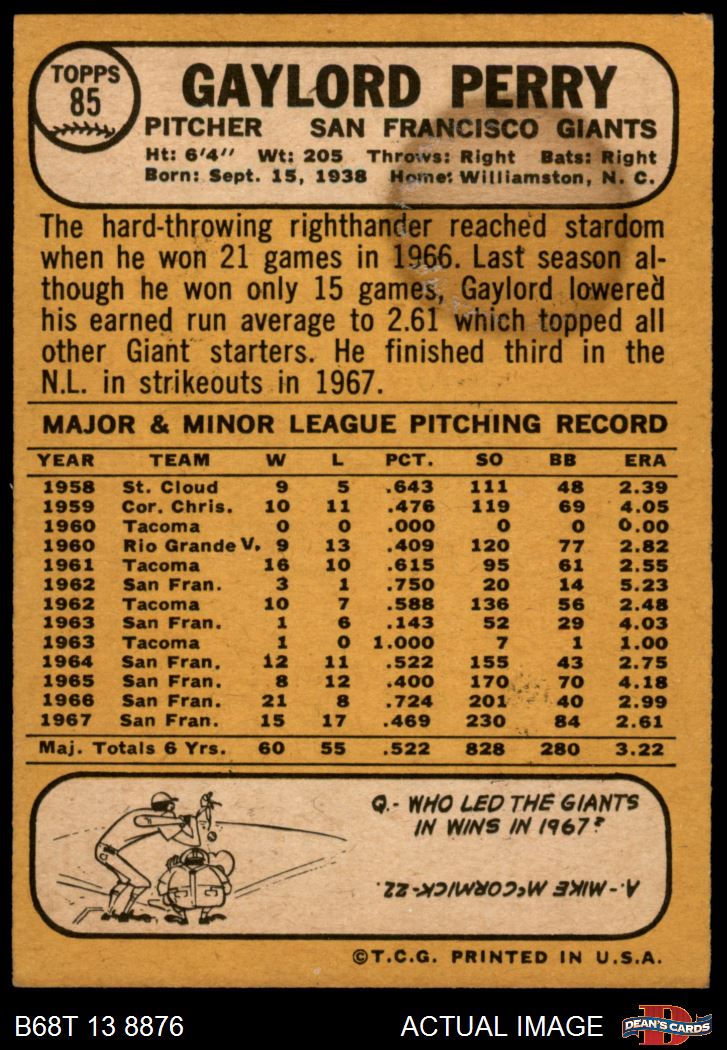 TOPPS
85
GAYLORD PERRY
PITCHER SAN FRANCISCO GIANTS
Ht: 6'4" Wt: 205 Throws: Right Bats: Right
Born: Sept. 15, 1938 Home: Williamston, N. C.
The hard-throwing righthander reached stardom
when he won 21 games in 1966. Last season al-
though he won only 15 games, Gaylord lowered
his earned run average to 2.61 which topped all
other Giant starters. He finished third in the
N.L. in strikeouts in 1967.
MAJOR & MINOR LEAGUE PITCHING RECORD
YEAR TEAM W L PCT. SO BB ERA
1958 St. Cloud 9 5 .643 111 48 2.39
1959 Cor. Chris. 10 11 .476 119 69 4.05
1960 Tacoma 0 0 .000 0 0 0.00
1960 Rio Grande V. 9 13 .409 120 77 2.82
1961 Tacoma 16 10 .615 95 61 2.55
1962 San Fran. 3 1 .750 20 14 5.23
1962 Tacoma 10 7 .588 136 56 2.48
1963 San Fran. 1 6 .143 52 29 4.03
1963 Tacoma 1 0 1.000 7 1 1.00
1964 San Fran. 12 11 .522 155 43 2.75
1965 San Fran. 8 12 .400 170 70 4.18
1966 San Fran. 21 8 .724 201 40 2.99
1967 San Fran. 15 17 .469 230 84 2.61
Maj. Totals 6 Yrs. 60 55 .522 828 280 3.22
Q.- WHO LED THE GIANTS
IN WINS IN 1967?
A.- MIKE McCORMICK-22.
©T.C.G. PRINTED IN U.S.A.
B68T 13 8876 ACTUAL IMAGE
D
DEAN'S CARDS